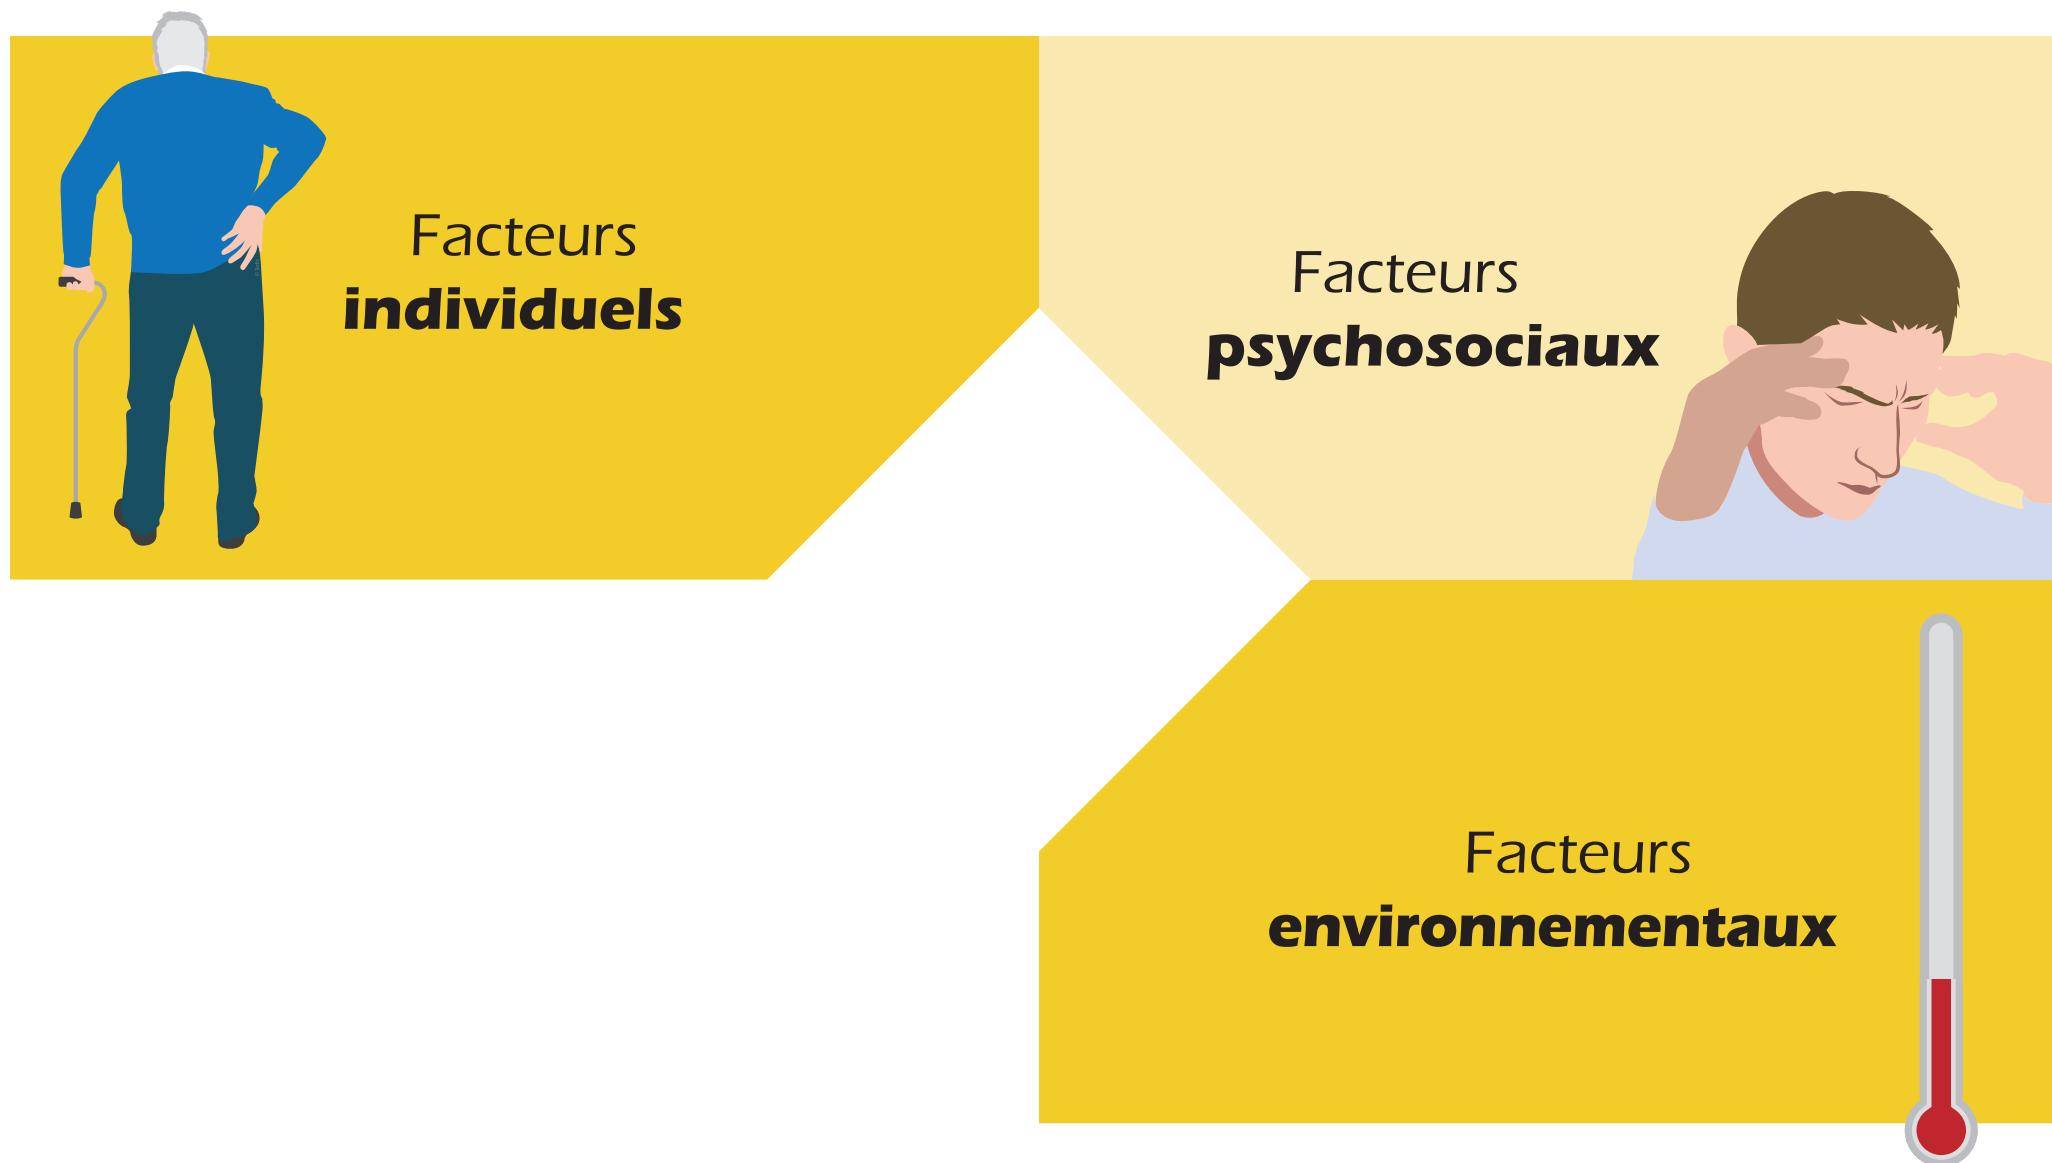 Facteurs
individuels
Facteurs
psychosociaux
Facteurs
environnementaux